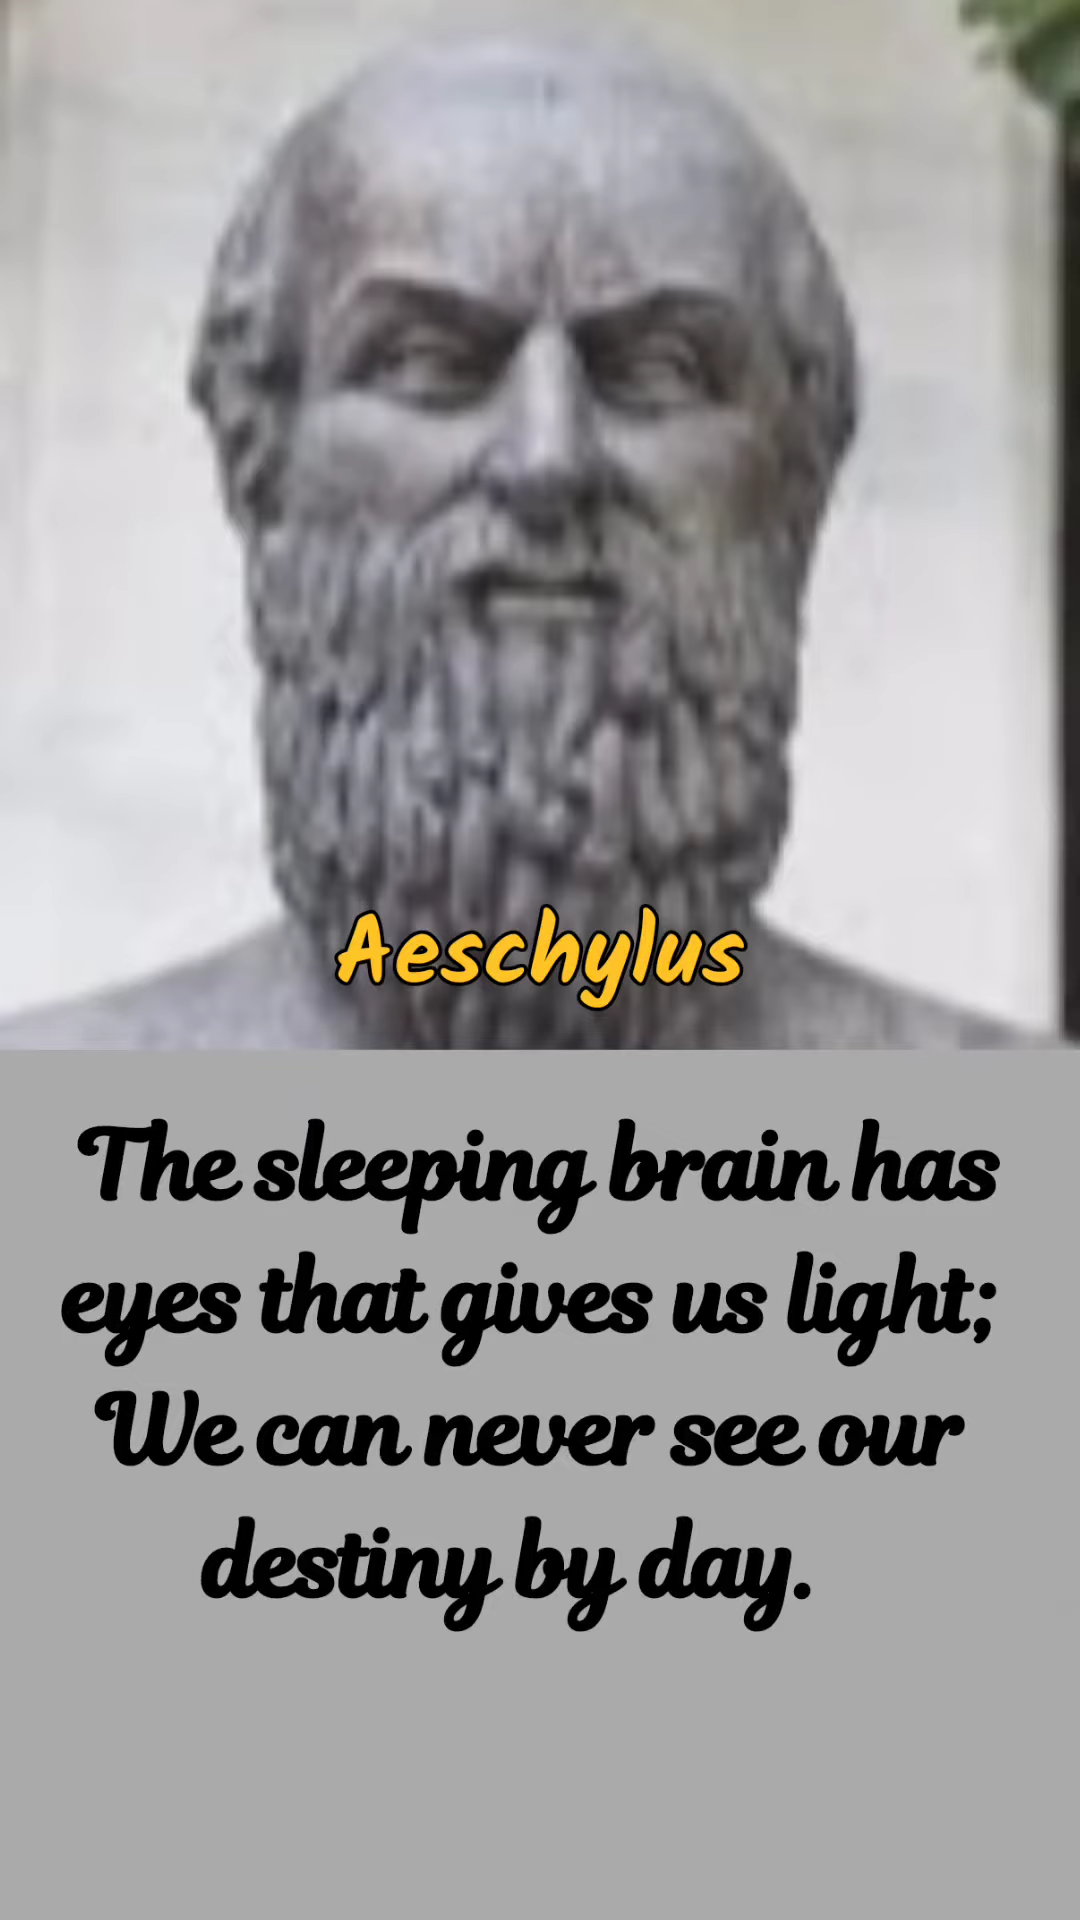 Aeschylus
The sleeping brain has
eyes that gives us light;
We can never see our
destiny by day.